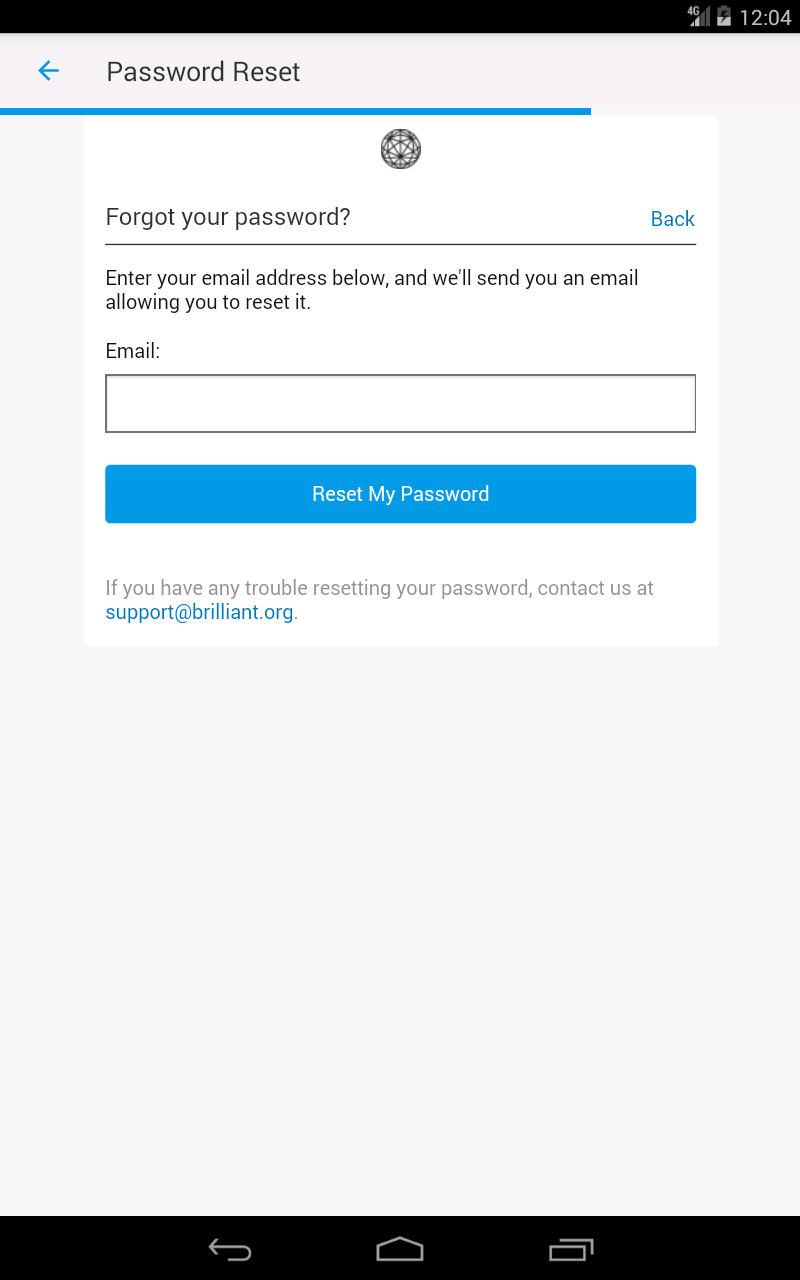 4G 12:04
Password Reset
Forgot your password? Back
Enter your email address below, and we'll send you an email
allowing you to reset it.
Email:
Reset My Password
If you have any trouble resetting your password, contact us at
support@brilliant.org.